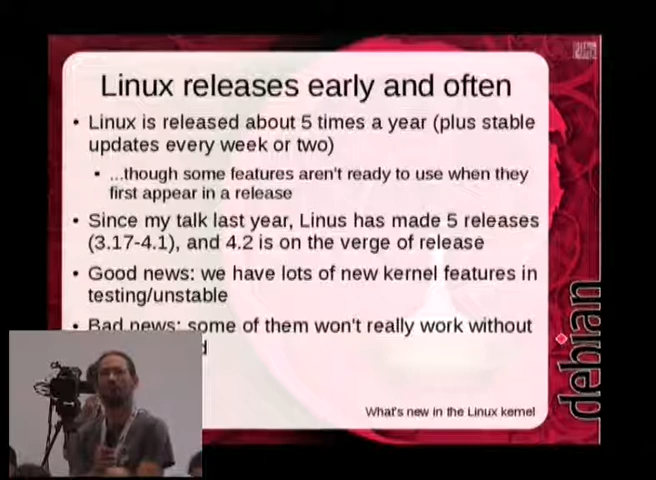 Linux releases early and often
• Linux is released about 5 times a year (plus stable
updates every week or two)
• ...though some features aren't ready to use when they
first appear in a release
• Since my talk last year, Linus has made 5 releases
(3.17-4.1), and 4.2 is on the verge of release
• Good news: we have lots of new kernel features in
testing/unstable
• Bad news: some of them won't really work without
What's new in the Linux kernel
debian